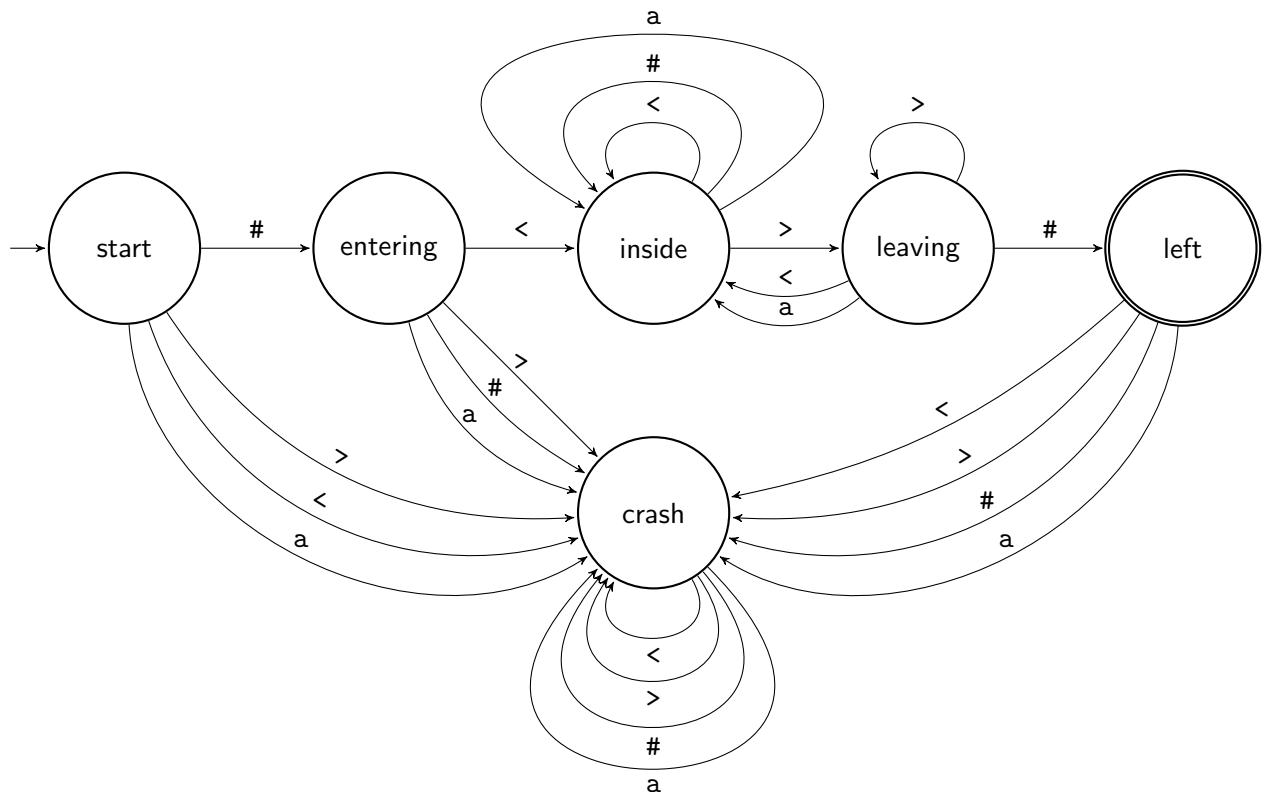 a
#
<
>
start
#
entering
<
inside
>
leaving
#
left
<
a
>
#
a
>
<
a
<
>
#
a
crash
<
>
#
a